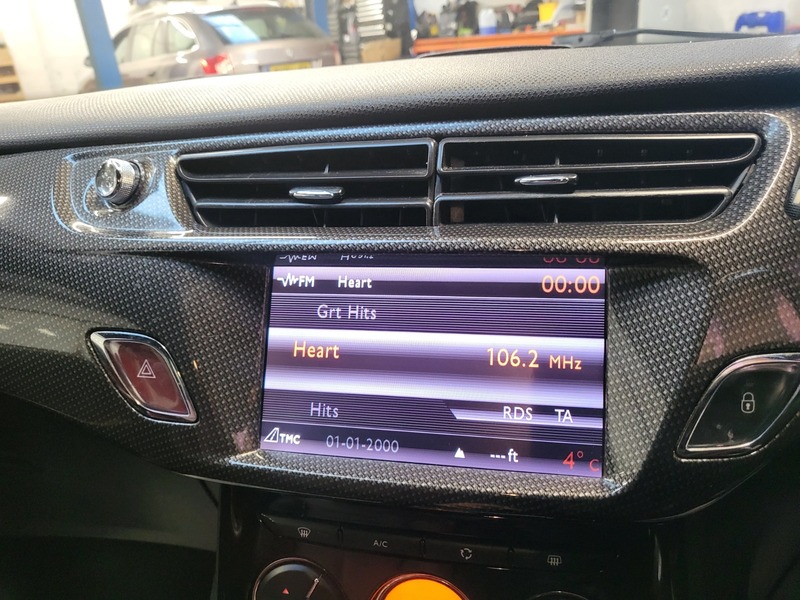 FM Heart 00:00
Grt Hits
Heart 106.2 MHz
Hits RDS TA
TMC 01-01-2000 ---ft 4° C
A/C